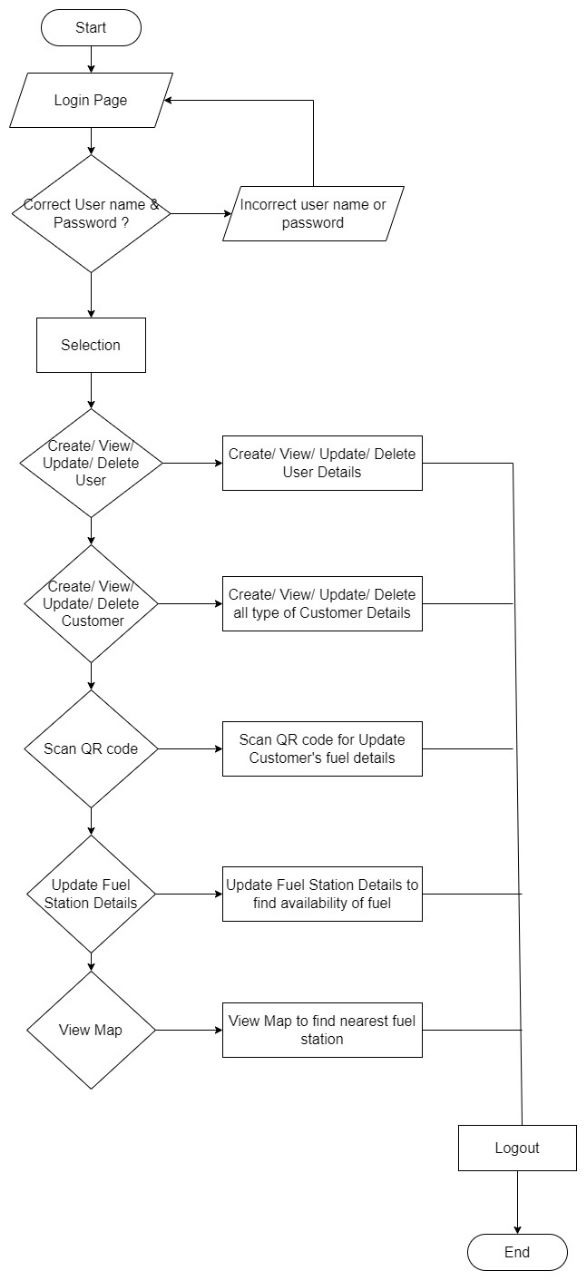 Start
Login Page
Correct User name &
Password ?
Incorrect user name or
password
Selection
Create/ View/
Update/ Delete
User
Create/ View/ Update/ Delete
User Details
Create/ View/
Update/ Delete
Customer
Create/ View/ Update/ Delete
all type of Customer Details
Scan QR code
Scan QR code for Update
Customer's fuel details
Update Fuel
Station Details
Update Fuel Station Details to
find availability of fuel
View Map
View Map to find nearest fuel
station
Logout
End